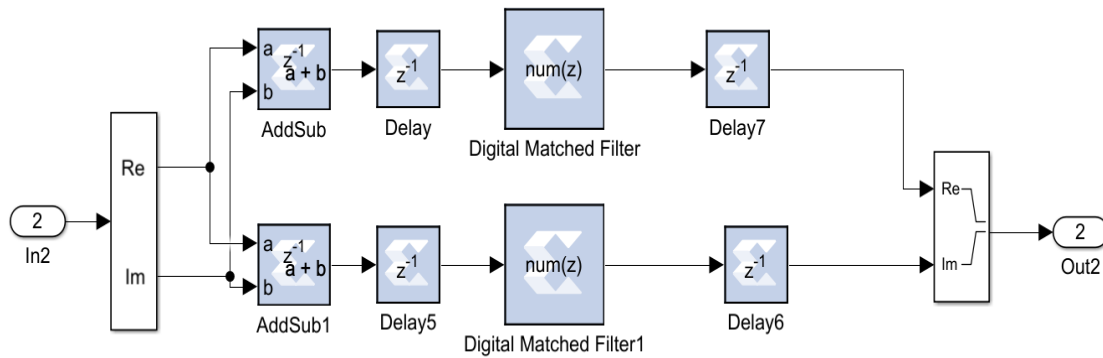 a
b
z-1
a + b
AddSub
z-1
Delay
num(z)
Digital Matched Filter
z-1
Delay7
2
In2
Re
Im
a
b
z-1
a + b
AddSub1
z-1
Delay5
num(z)
Digital Matched Filter1
z-1
Delay6
Re
Im
2
Out2